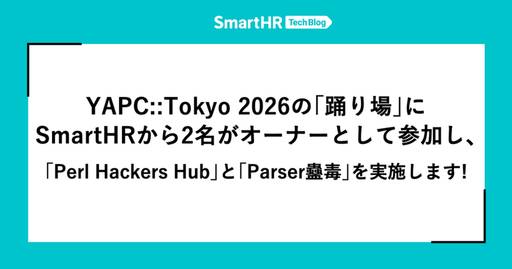 SmartHR Tech Blog
YAPC::Tokyo 2026の「踊り場」に
SmartHRから2名がオーナーとして参加し、
「Perl Hackers Hub」と「Parser蠱毒」を実施します!